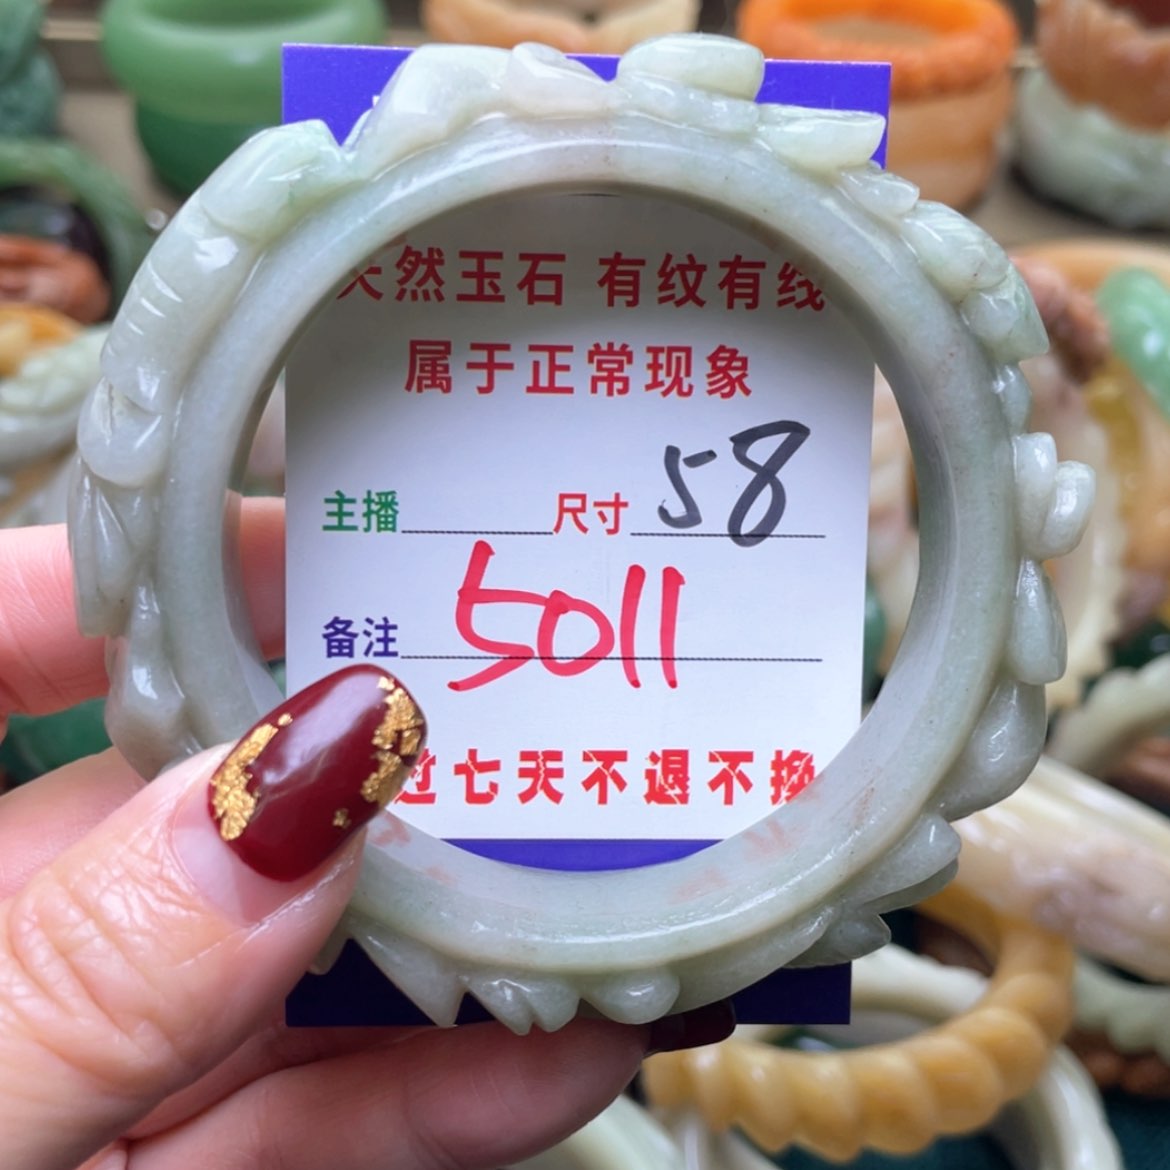 天然玉石 有纹有线
属于正常现象
主播 尺寸 58
备注 5011
过七天不退不换